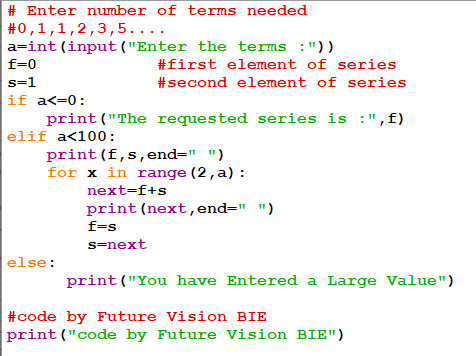 # Enter number of terms needed
#0,1,1,2,3,5....
a=int(input("Enter the terms :"))
f=0            #first element of series
s=1            #second element of series
if a<=0:
    print("The requested series is :",f)
elif a<100:
    print(f,s,end=" ")
    for x in range(2,a):
        next=f+s
        print(next,end=" ")
        f=s
        s=next
else:
      print("You have Entered a Large Value")

#code by Future Vision BIE
print("code by Future Vision BIE")